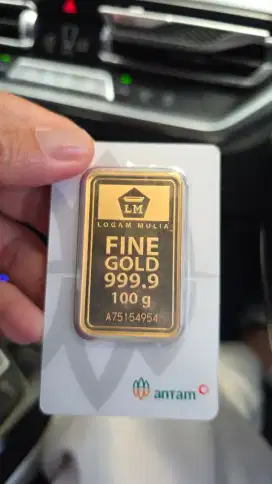 LM
LOGAM MULIA
FINE
GOLD
999.9
100 g
A75154954
antam